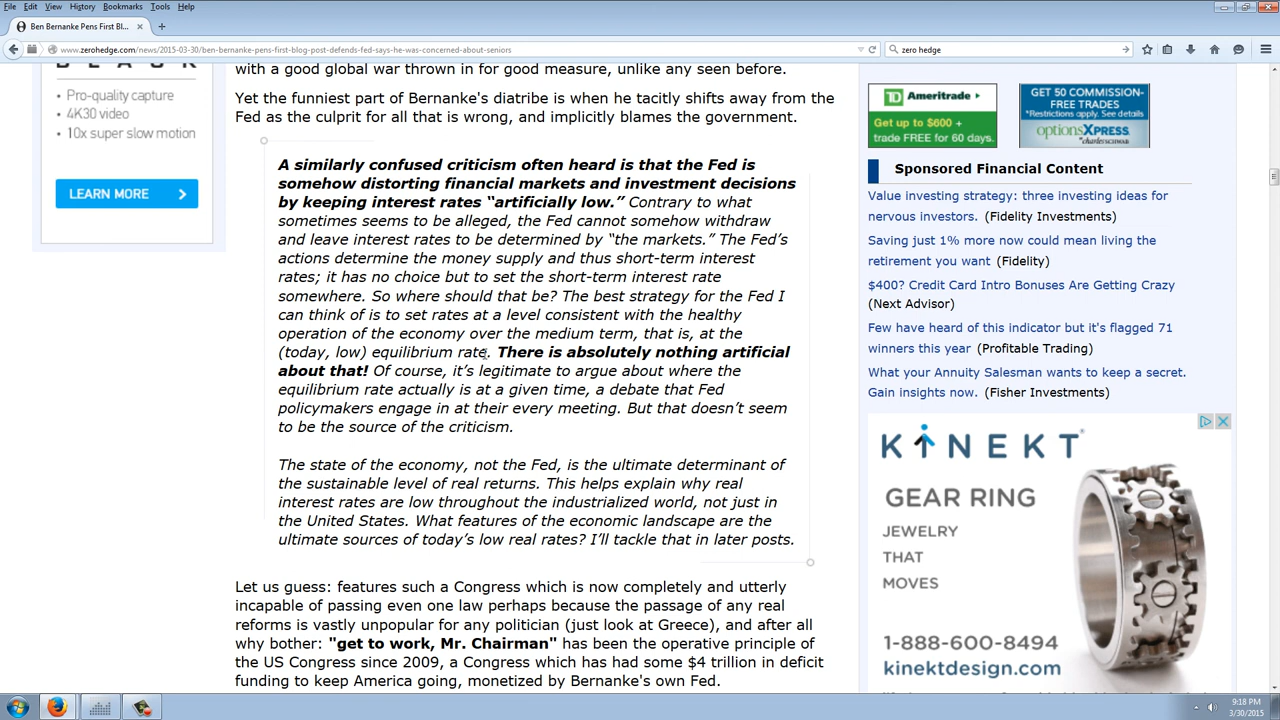 File Edit View History Bookmarks Tools Help
Ben Bernanke Pens First Bl...
www.zerohedge.com/news/2015-03-30/ben-bernanke-pens-first-blog-post-defends-fed-says-he-was-concerned-about-seniors
zero hedge
BLACK
• Pro-quality capture
• 4K30 video
• 10x super slow motion
LEARN MORE
with a good global war thrown in for good measure, unlike any seen before.
Yet the funniest part of Bernanke's diatribe is when he tacitly shifts away from the
Fed as the culprit for all that is wrong, and implicitly blames the government.
A similarly confused criticism often heard is that the Fed is
somehow distorting financial markets and investment decisions
by keeping interest rates “artificially low.” Contrary to what
sometimes seems to be alleged, the Fed cannot somehow withdraw
and leave interest rates to be determined by “the markets.” The Fed’s
actions determine the money supply and thus short-term interest
rates; it has no choice but to set the short-term interest rate
somewhere. So where should that be? The best strategy for the Fed I
can think of is to set rates at a level consistent with the healthy
operation of the economy over the medium term, that is, at the
(today, low) equilibrium rate. There is absolutely nothing artificial
about that! Of course, it’s legitimate to argue about where the
equilibrium rate actually is at a given time, a debate that Fed
policymakers engage in at their every meeting. But that doesn’t seem
to be the source of the criticism.
The state of the economy, not the Fed, is the ultimate determinant of
the sustainable level of real returns. This helps explain why real
interest rates are low throughout the industrialized world, not just in
the United States. What features of the economic landscape are the
ultimate sources of today’s low real rates? I’ll tackle that in later posts.
Let us guess: features such a Congress which is now completely and utterly
incapable of passing even one law perhaps because the passage of any real
reforms is vastly unpopular for any politician (just look at Greece), and after all
why bother: "get to work, Mr. Chairman" has been the operative principle of
the US Congress since 2009, a Congress which has had some $4 trillion in deficit
funding to keep America going, monetized by Bernanke's own Fed.
TD Ameritrade
Get up to $600 +
trade FREE for 60 days.
GET 50 COMMISSION-
FREE TRADES
*Restrictions apply. See details
optionsXpress
by charles SCHWAB
Sponsored Financial Content
Value investing strategy: three investing ideas for
nervous investors. (Fidelity Investments)
Saving just 1% more now could mean living the
retirement you want (Fidelity)
$400? Credit Card Intro Bonuses Are Getting Crazy
(Next Advisor)
Few have heard of this indicator but it's flagged 71
winners this year (Profitable Trading)
What your Annuity Salesman wants to keep a secret.
Gain insights now. (Fisher Investments)
KINEKT
GEAR RING
JEWELRY
THAT
MOVES
1-888-600-8494
kinektdesign.com
9:18 PM
3/30/2015